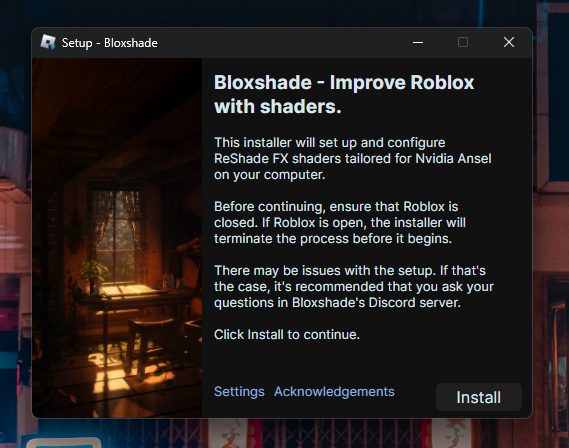 Setup - Bloxshade
Bloxshade - Improve Roblox
with shaders.
This installer will set up and configure
ReShade FX shaders tailored for Nvidia Ansel
on your computer.
Before continuing, ensure that Roblox is
closed. If Roblox is open, the installer will
terminate the process before it begins.
There may be issues with the setup. If that's
the case, it's recommended that you ask your
questions in Bloxshade's Discord server.
Click Install to continue.
Settings Acknowledgements
Install